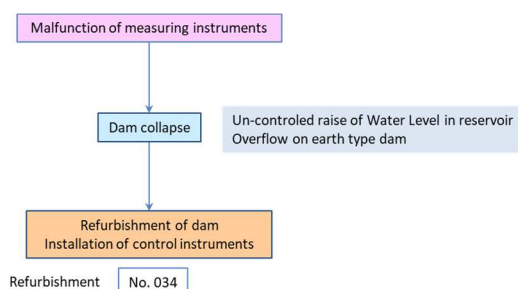 Malfunction of measuring instruments
Dam collapse
Un-controled raise of Water Level in reservoir
Overflow on earth type dam
Refurbishment of dam
Installation of control instruments
Refurbishment No. 034